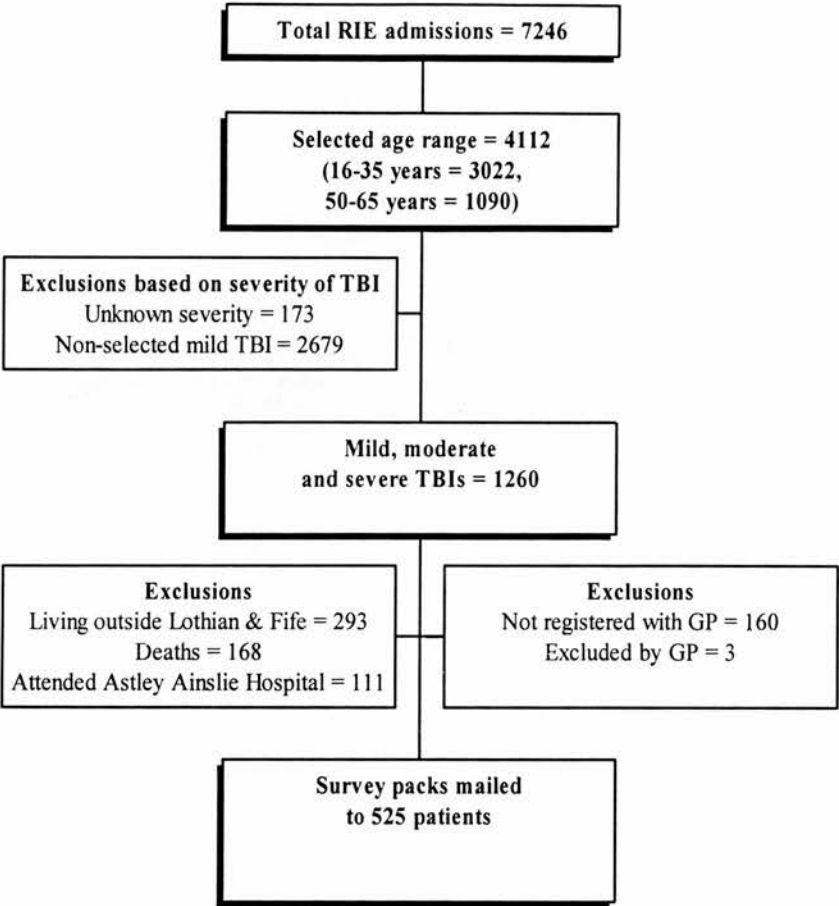 Total RIE admissions = 7246
Selected age range = 4112
(16-35 years = 3022,
50-65 years = 1090)
Exclusions based on severity of TBI
Unknown severity = 173
Non-selected mild TBI = 2679
Mild, moderate
and severe TBIs = 1260
Exclusions
Living outside Lothian & Fife = 293
Deaths = 168
Attended Astley Ainslie Hospital = 111
Exclusions
Not registered with GP = 160
Excluded by GP = 3
Survey packs mailed
to 525 patients